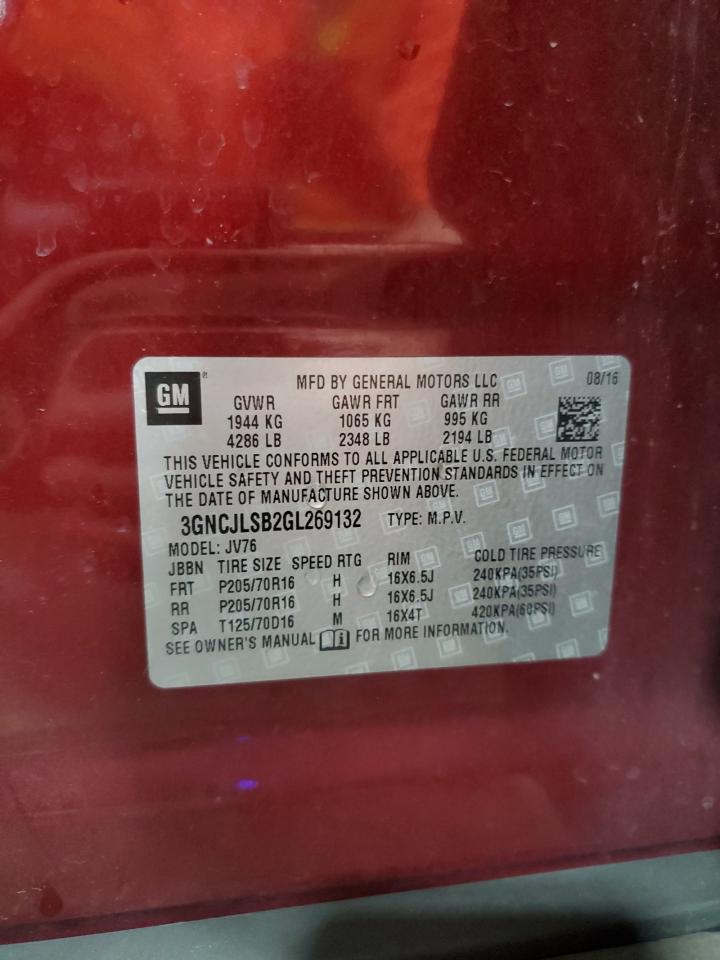 GM ®
MFD BY GENERAL MOTORS LLC 08/16
GVWR GAWR FRT GAWR RR
1944 KG 1065 KG 995 KG
4286 LB 2348 LB 2194 LB
THIS VEHICLE CONFORMS TO ALL APPLICABLE U.S. FEDERAL MOTOR
VEHICLE SAFETY AND THEFT PREVENTION STANDARDS IN EFFECT ON
THE DATE OF MANUFACTURE SHOWN ABOVE.
3GNCJLSB2GL269132 TYPE: M.P.V.
MODEL: JV76
JBBN TIRE SIZE SPEED RTG RIM COLD TIRE PRESSURE
FRT P205/70R16 H 16X6.5J 240KPA(35PSI)
RR P205/70R16 H 16X6.5J 240KPA(35PSI)
SPA T125/70D16 M 16X4T 420KPA(60PSI)
SEE OWNER'S MANUAL FOR MORE INFORMATION.